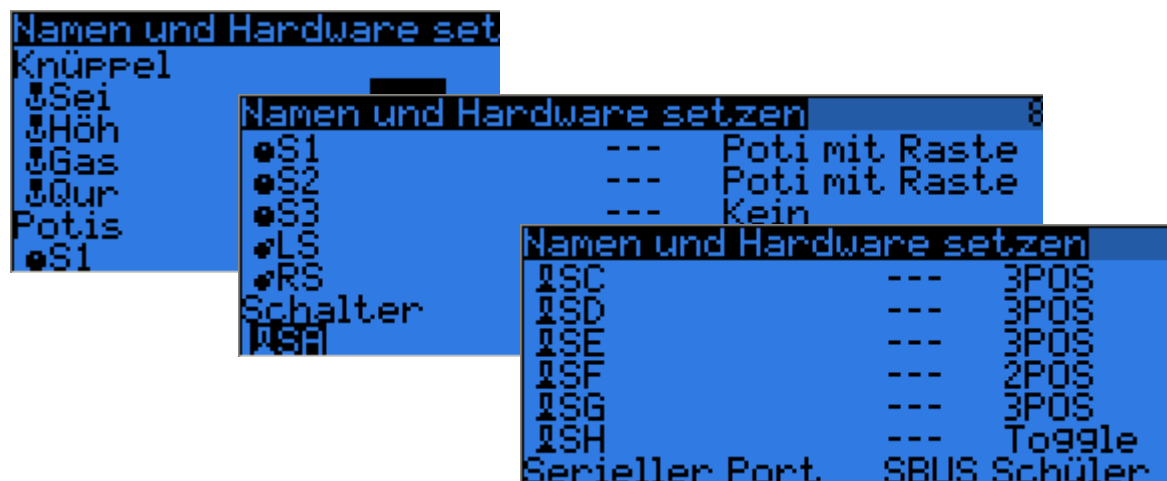 Namen und Hardware set
Knüppel
Sei
Höh
Gas
Qur
Potis
S1
Namen und Hardware setzen 8
S1 --- Poti mit Raste
S2 --- Poti mit Raste
S3 --- Kein
LS
RS
Schalter
SA
Namen und Hardware setzen
SC --- 3POS
SD --- 3POS
SE --- 3POS
SF --- 2POS
SG --- 3POS
SH --- Toggle
Serieller Port SBUS Schüler